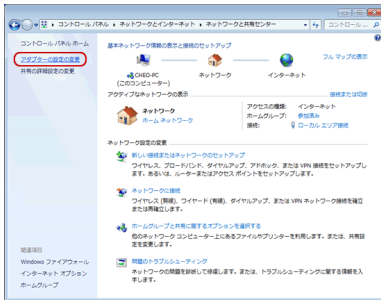 コントロール パネル ▸ ネットワークとインターネット ▸ ネットワークと共有センター
コントロール パネル ホーム
アダプターの設定の変更
共有の詳細設定の変更
基本ネットワーク情報の表示と接続のセットアップ
フル マップの表示
CHEO-PC
(このコンピューター)
ネットワーク
インターネット
アクティブなネットワークの表示
接続または切断
ネットワーク
ホーム ネットワーク
アクセスの種類: インターネット
ホームグループ: 参加済み
接続: ローカル エリア接続
ネットワーク設定の変更
新しい接続またはネットワークのセットアップ
ワイヤレス、ブロードバンド、ダイヤルアップ、アドホック、または VPN 接続をセットアップします。あるいは、ルーターまたはアクセス ポイントをセットアップします。
ネットワークに接続
ワイヤレス (無線)、ワイヤード (有線)、ダイヤルアップ、または VPN ネットワーク接続を確立または再確立します。
ホームグループと共有に関するオプションを選択する
他のネットワーク コンピューター上にあるファイルやプリンターを利用します。または、共有設定を変更します。
問題のトラブルシューティング
ネットワークの問題を診断して修復します。または、トラブルシューティングに関する情報を入手します。
関連項目
Windows ファイアウォール
インターネット オプション
ホームグループ